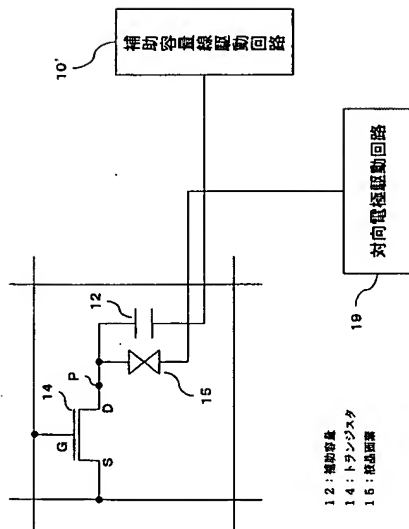 10'
補助容量線駆動回路
12
14
P
G
D
S
15
対向電極駆動回路
19
12：補助容量
14：トランジスタ
15：液晶画素